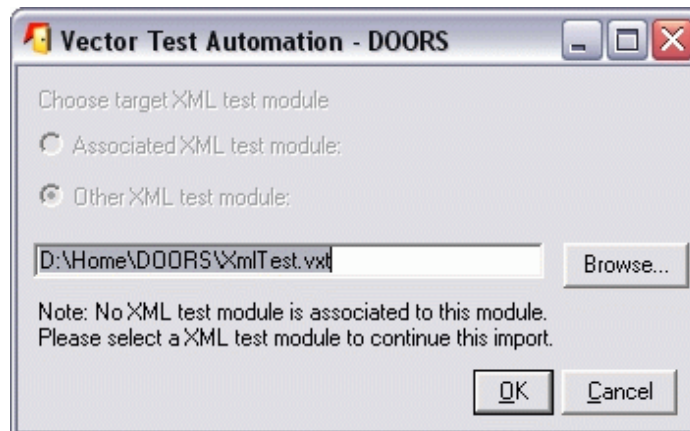 Vector Test Automation - DOORS
Choose target XML test module
Associated XML test module:
Other XML test module:
D:\Home\DOORS\XmlTest.vxt
Browse...
Note: No XML test module is associated to this module.
Please select a XML test module to continue this import.
OK
Cancel